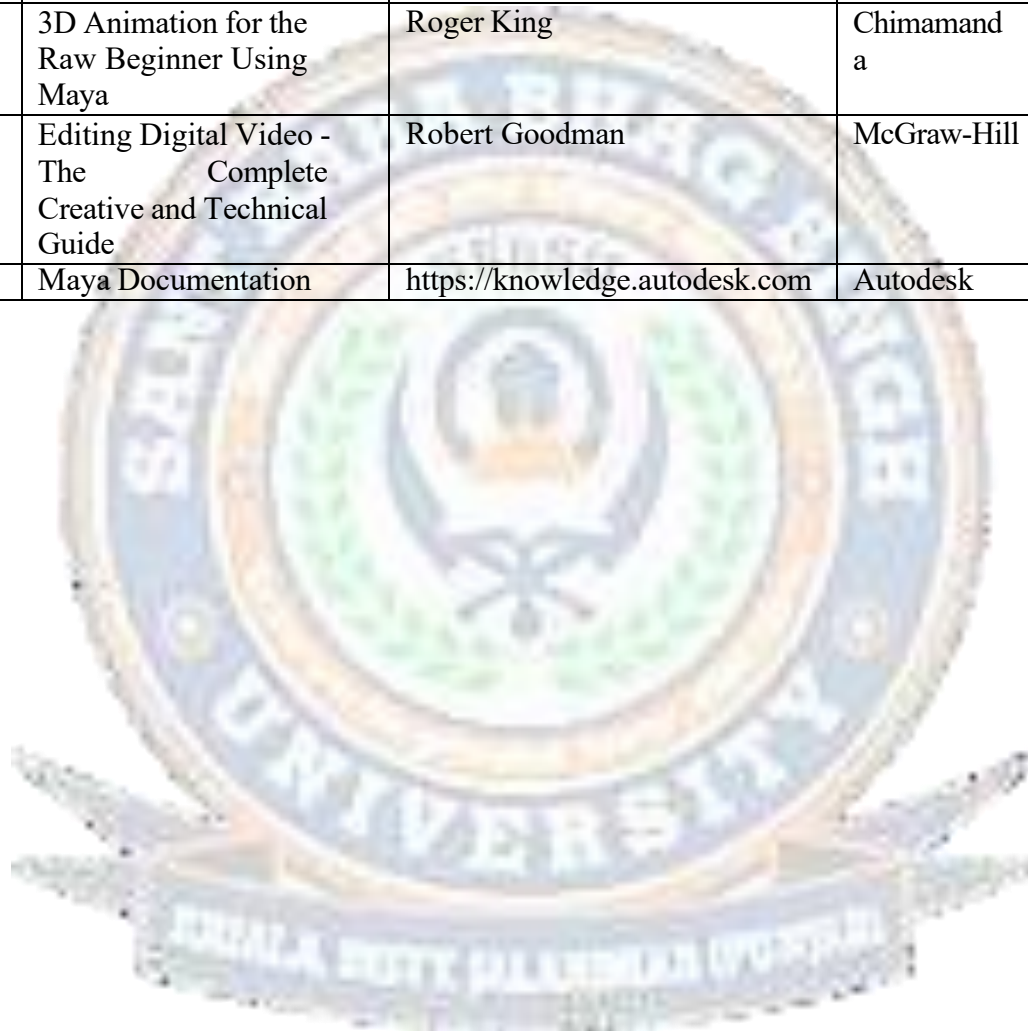 3D Animation for the Roger King Chimamand
Raw Beginner Using a
Maya
Editing Digital Video - Robert Goodman McGraw-Hill
The Complete
Creative and Technical
Guide
Maya Documentation https://knowledge.autodesk.com Autodesk
UNIVERSITY